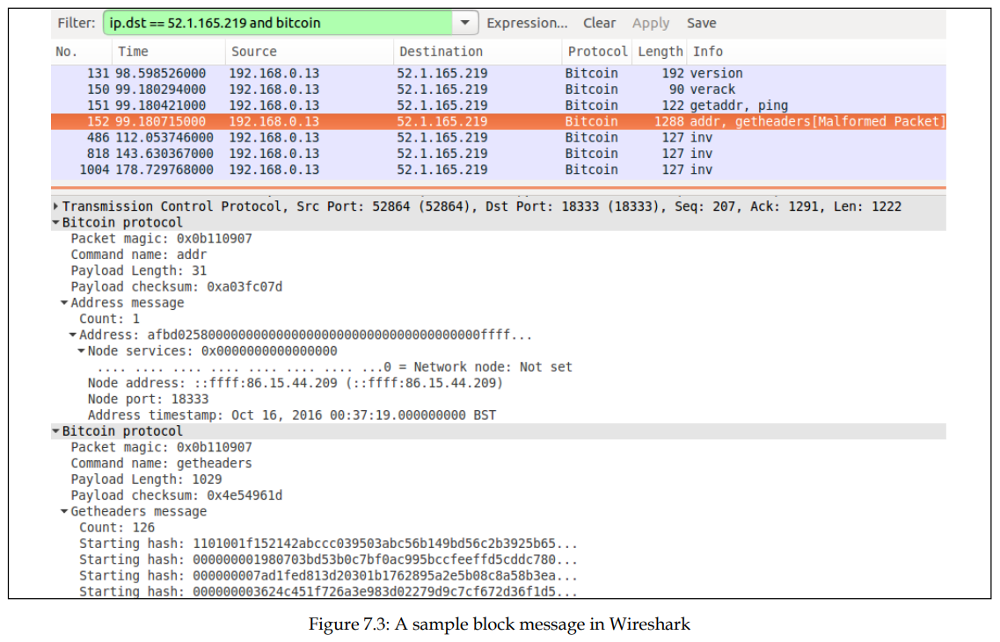 Filter: ip.dst == 52.1.165.219 and bitcoin Expression... Clear Apply Save
No. Time Source Destination Protocol Length Info
131 98.598526000 192.168.0.13 52.1.165.219 Bitcoin 192 version
150 99.180294000 192.168.0.13 52.1.165.219 Bitcoin 90 verack
151 99.180421000 192.168.0.13 52.1.165.219 Bitcoin 122 getaddr, ping
152 99.180715000 192.168.0.13 52.1.165.219 Bitcoin 1288 addr, getheaders[Malformed Packet]
486 112.053746000 192.168.0.13 52.1.165.219 Bitcoin 127 inv
818 143.630367000 192.168.0.13 52.1.165.219 Bitcoin 127 inv
1004 178.729768000 192.168.0.13 52.1.165.219 Bitcoin 127 inv
Transmission Control Protocol, Src Port: 52864 (52864), Dst Port: 18333 (18333), Seq: 207, Ack: 1291, Len: 1222
Bitcoin protocol
Packet magic: 0x0b110907
Command name: addr
Payload Length: 31
Payload checksum: 0xa03fc07d
Address message
Count: 1
Address: afbd02580000000000000000000000000000000000000ffff...
Node services: 0x0000000000000000
.... .... .... .... .... .... .... ...0 = Network node: Not set
Node address: ::ffff:86.15.44.209 (::ffff:86.15.44.209)
Node port: 18333
Address timestamp: Oct 16, 2016 00:37:19.000000000 BST
Bitcoin protocol
Packet magic: 0x0b110907
Command name: getheaders
Payload Length: 1029
Payload checksum: 0x4e54961d
Getheaders message
Count: 126
Starting hash: 1101001f152142abccc039503abc56b149bd56c2b3925b65...
Starting hash: 000000001980703bd53b0c7bf0ac995bccfeeffd5cddc780...
Starting hash: 000000007ad1fed813d20301b1762895a2e5b08c8a58b3ea...
Starting hash: 000000003624c451f726a3e983d02279d9c7cf672d36f1d5...
Figure 7.3: A sample block message in Wireshark